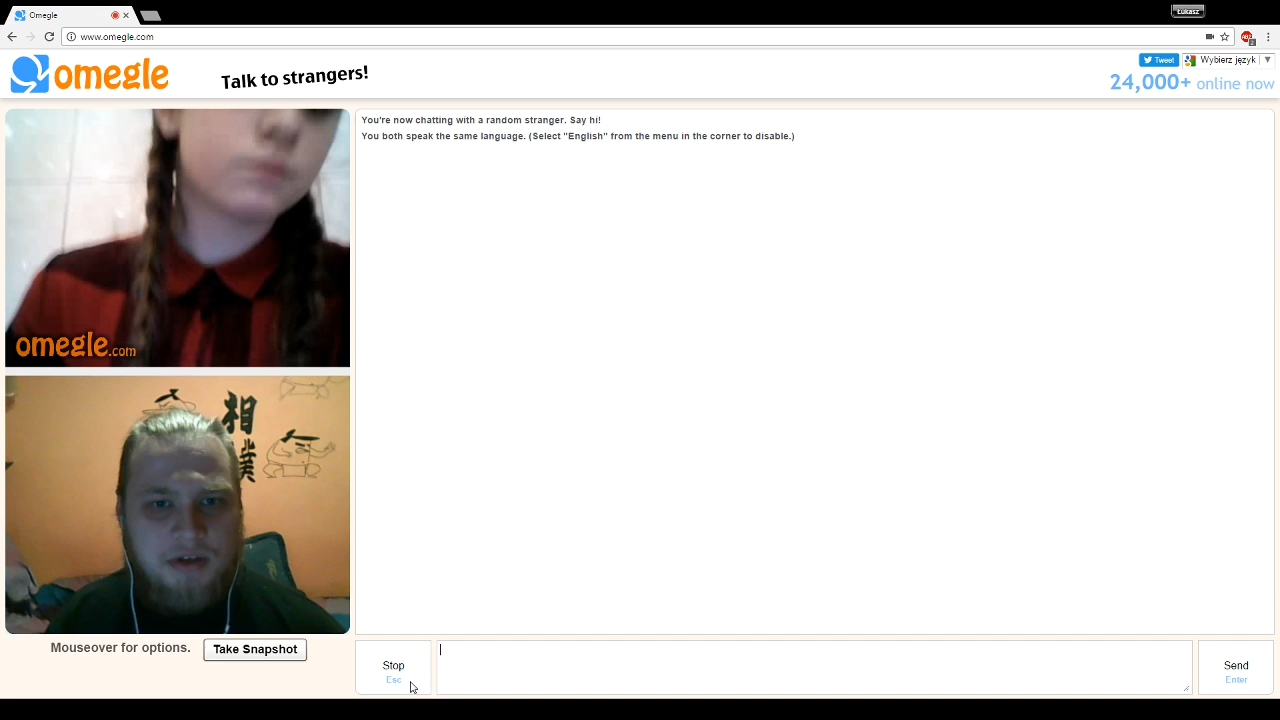 Omegle
Łukasz
www.omegle.com
omegle
Talk to strangers!
Tweet
Wybierz język
24,000+ online now
You're now chatting with a random stranger. Say hi!
You both speak the same language. (Select "English" from the menu in the corner to disable.)
omegle.com
相
撲
Mouseover for options.
Take Snapshot
Stop
Esc
Send
Enter